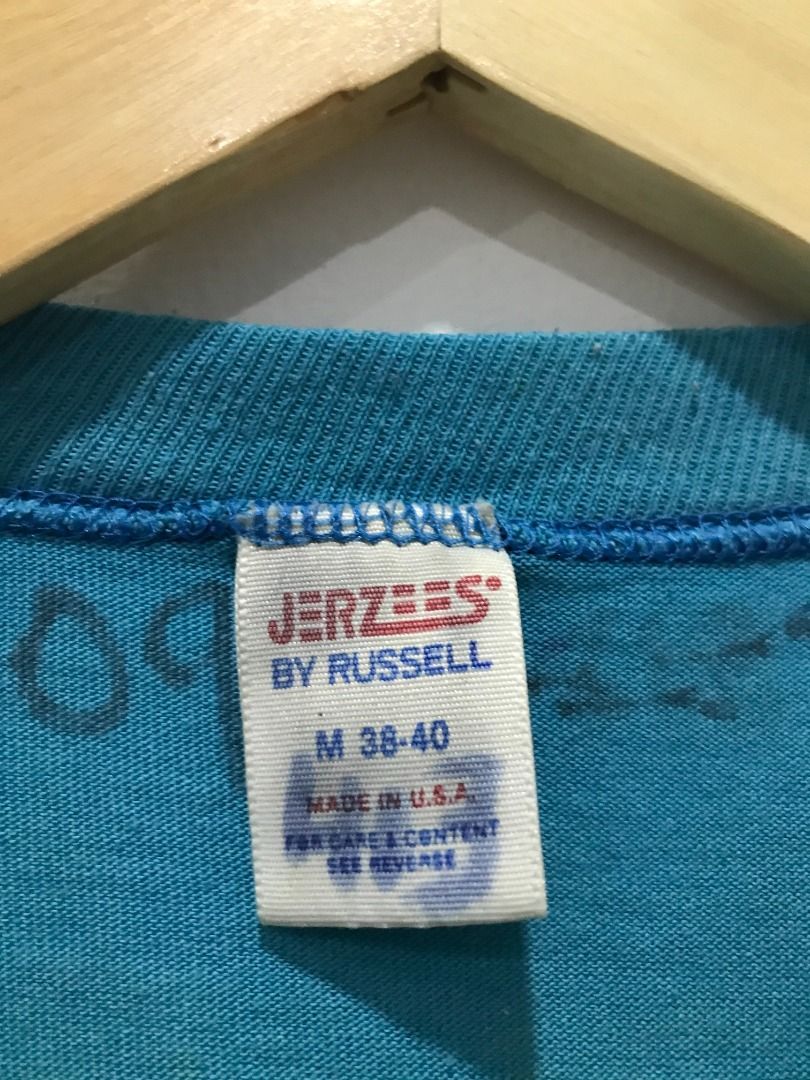 JERZEES
BY RUSSELL
M 38-40
MADE IN U.S.A.
FOR CARE & CONTENT
SEE REVERSE